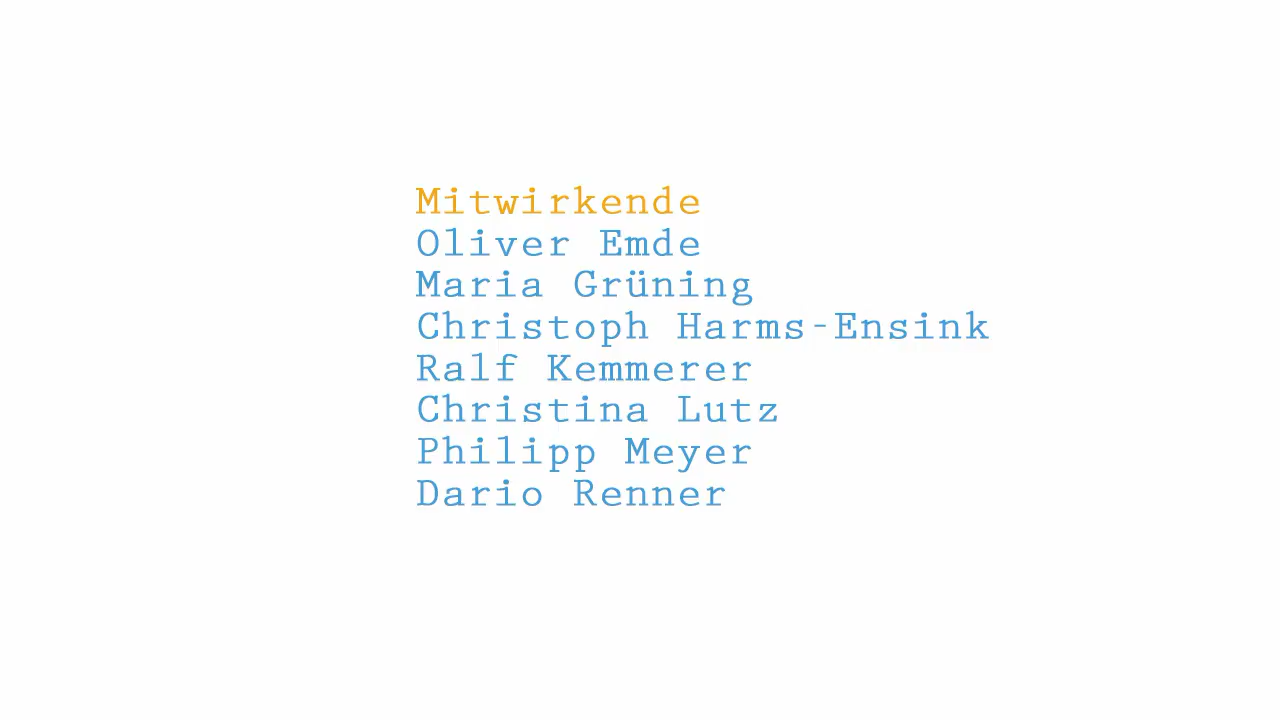 Mitwirkende
Oliver Emde
Maria Grüning
Christoph Harms-Ensink
Ralf Kemmerer
Christina Lutz
Philipp Meyer
Dario Renner